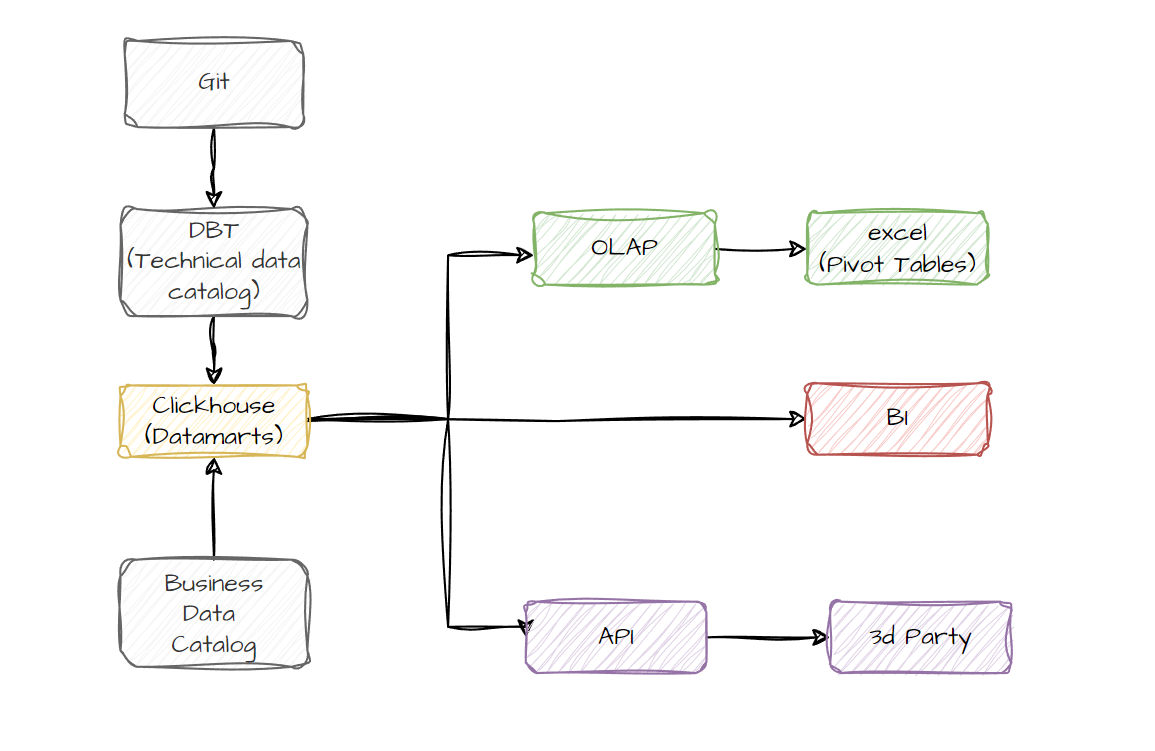 Git
DBT
(Technical data
catalog)
OLAP
excel
(Pivot Tables)
Clickhouse
(Datamarts)
BI
Business
Data
Catalog
API
3d Party